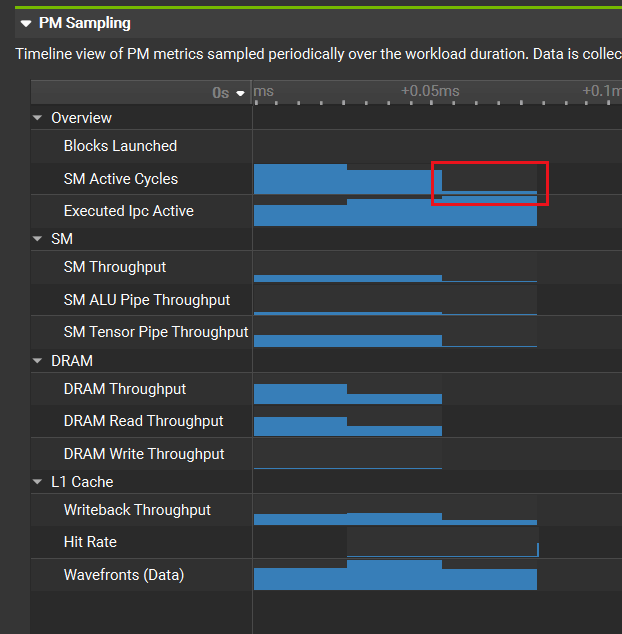 PM Sampling
Timeline view of PM metrics sampled periodically over the workload duration. Data is collec
0s ms +0.05ms +0.1m
Overview
Blocks Launched
SM Active Cycles
Executed Ipc Active
SM
SM Throughput
SM ALU Pipe Throughput
SM Tensor Pipe Throughput
DRAM
DRAM Throughput
DRAM Read Throughput
DRAM Write Throughput
L1 Cache
Writeback Throughput
Hit Rate
Wavefronts (Data)